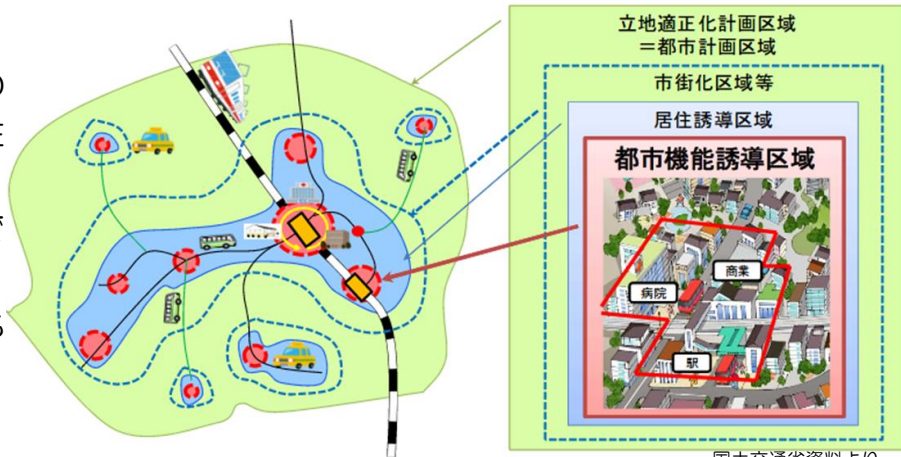 立地適正化計画区域
＝都市計画区域
市街化区域等
居住誘導区域
都市機能誘導区域
商業
病院
駅